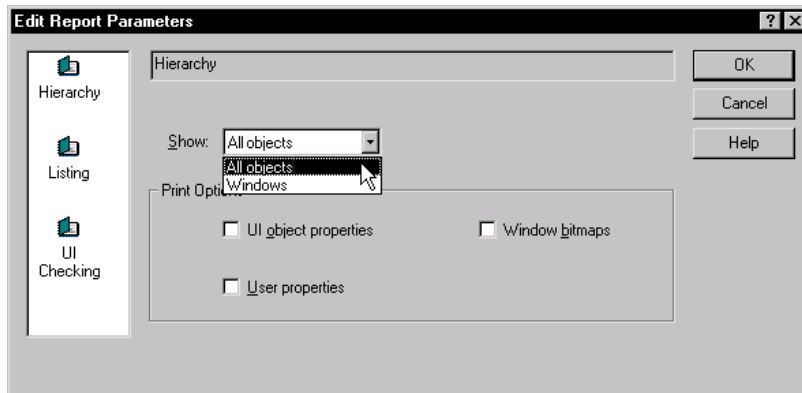 Edit Report Parameters
Hierarchy
Listing
UI
Checking
Hierarchy
Show: All objects
All objects
Windows
Print Opti
UI object properties
Window bitmaps
User properties
OK
Cancel
Help